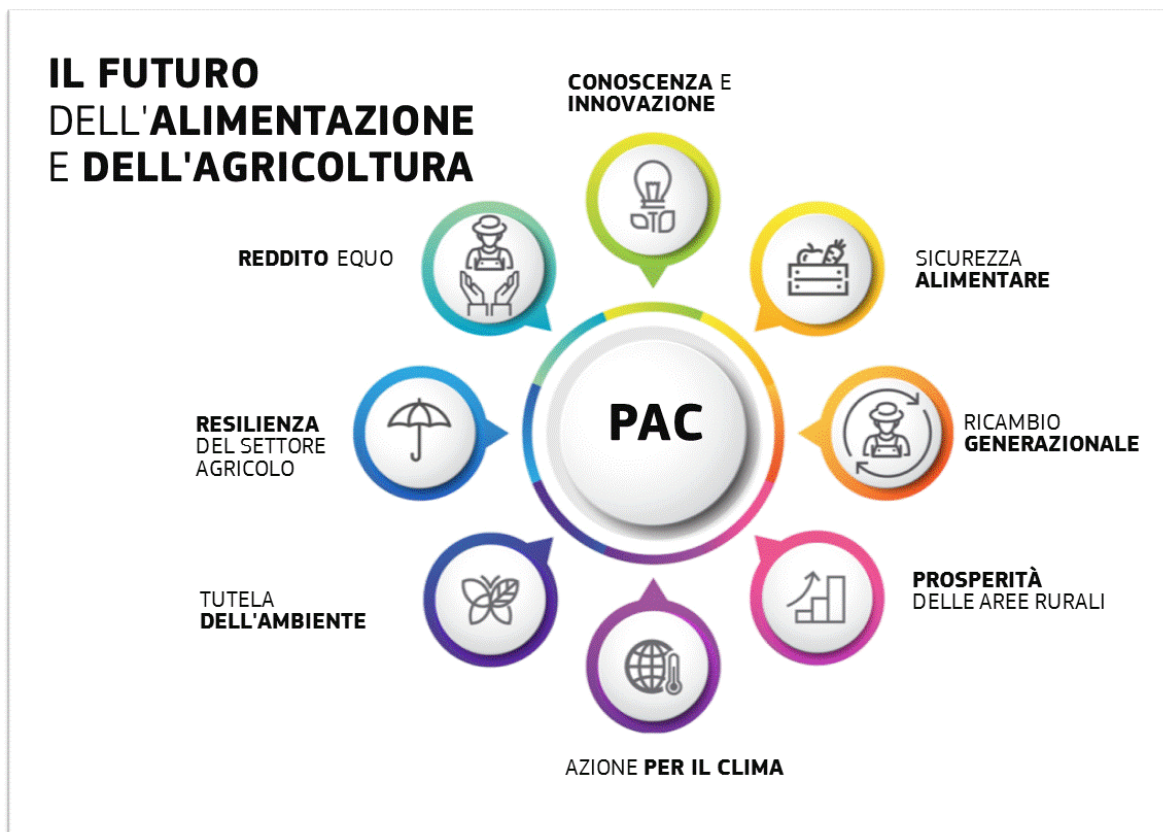 IL FUTURO
DELL'ALIMENTAZIONE
E DELL'AGRICOLTURA
CONOSCENZA E
INNOVAZIONE
REDDITO EQUO
SICUREZZA
ALIMENTARE
RESILIENZA
DEL SETTORE
AGRICOLO
PAC
RICAMBIO
GENERAZIONALE
TUTELA
DELL'AMBIENTE
PROSPERITÀ
DELLE AREE RURALI
AZIONE PER IL CLIMA